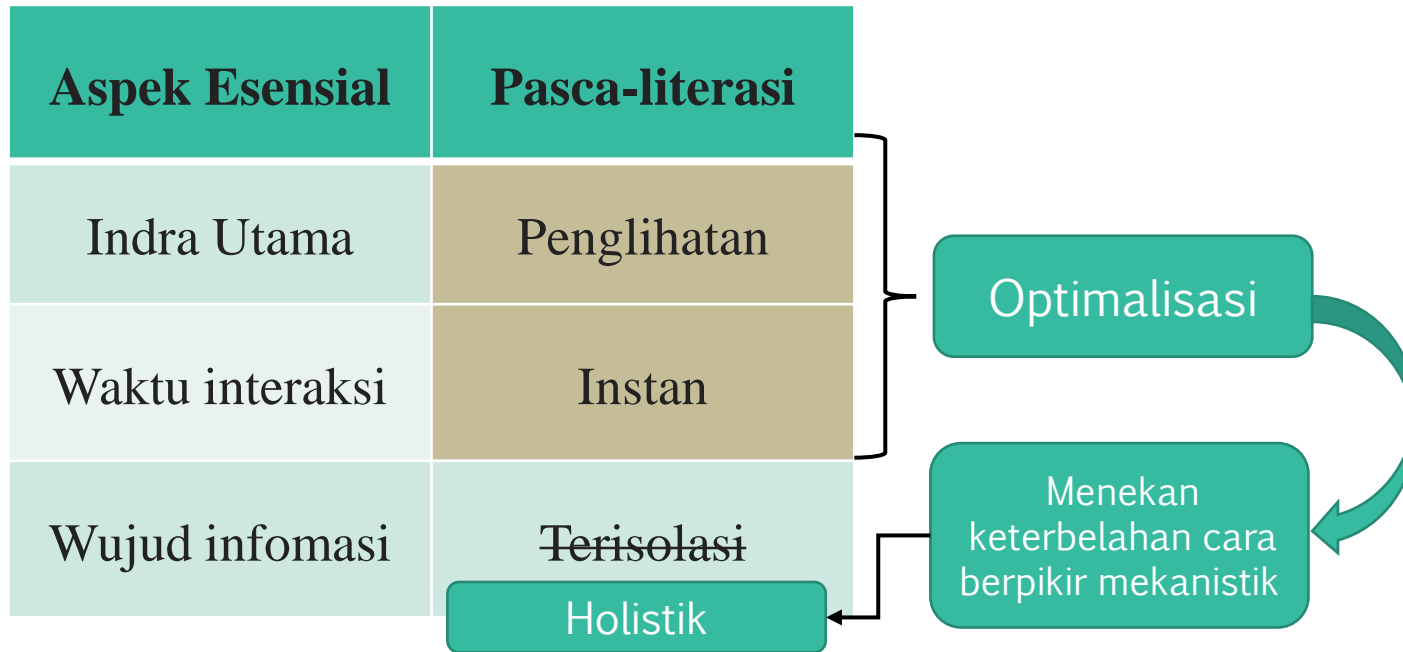 Aspek Esensial
Pasca-literasi
Indra Utama
Penglihatan
Waktu interaksi
Instan
Wujud infomasi
Terisolasi
Holistik
Optimalisasi
Menekan
keterbelahan cara
berpikir mekanistik